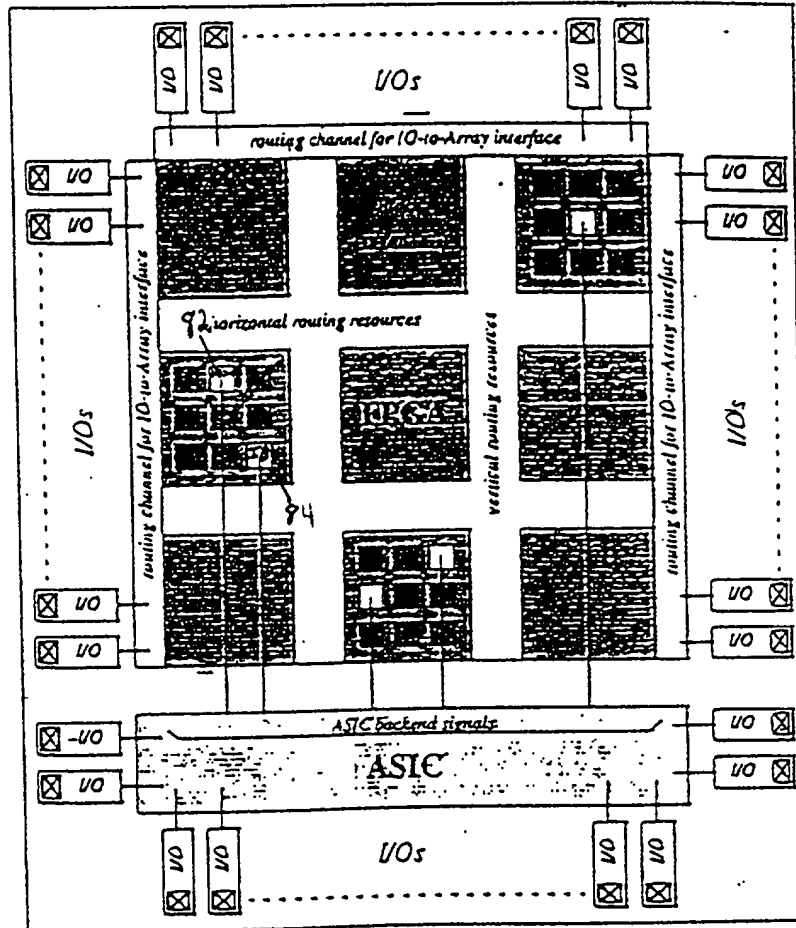 I/O I/O I/O I/O
I/Os
routing channel for IO-to-Array interface
I/O I/O
I/O I/O
routing channel for IO-to-Array interface
92 horizontal routing resources
vertical routing resources
routing channel for IO-to-Array interface
I/Os
FPGA
I/Os
94
I/O I/O
I/O I/O
ASIC backend signals
I/O I/O
ASIC
I/O I/O
I/O I/O I/O I/O
I/Os